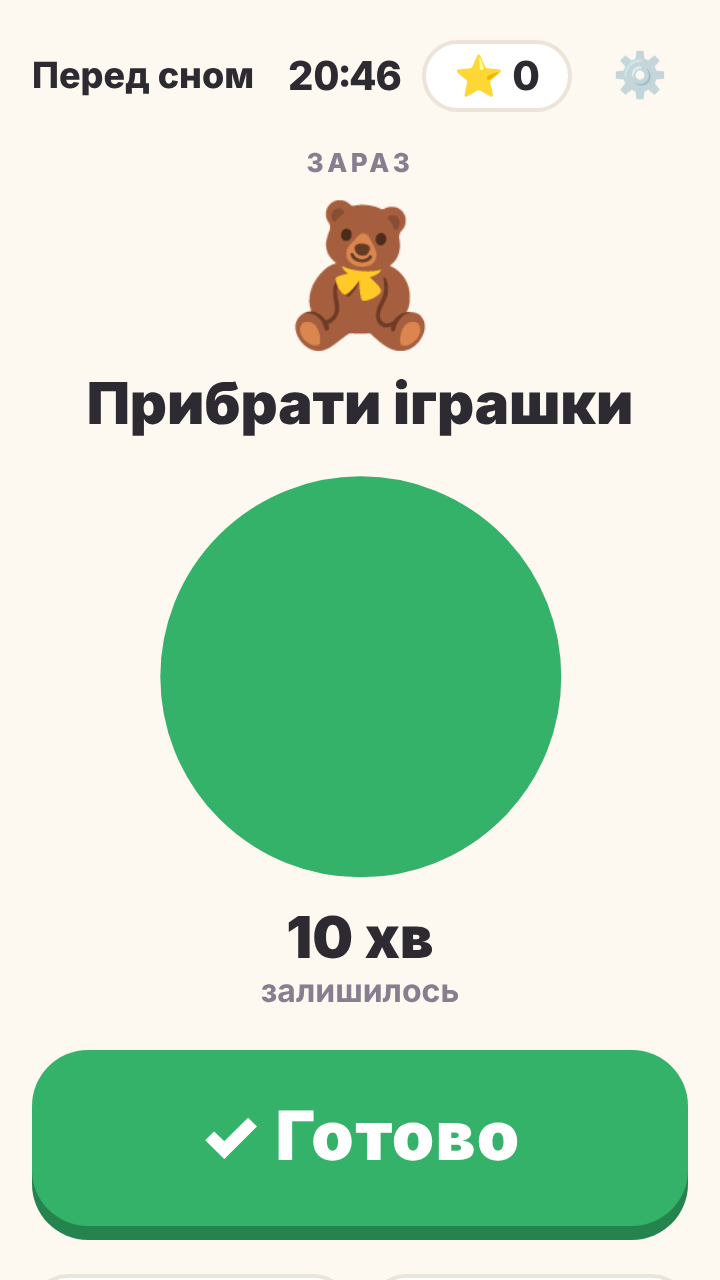 Перед сном 20:46 ⭐ 0 ⚙️
ЗАРАЗ
Прибрати іграшки
10 хв
залишилось
✓ Готово